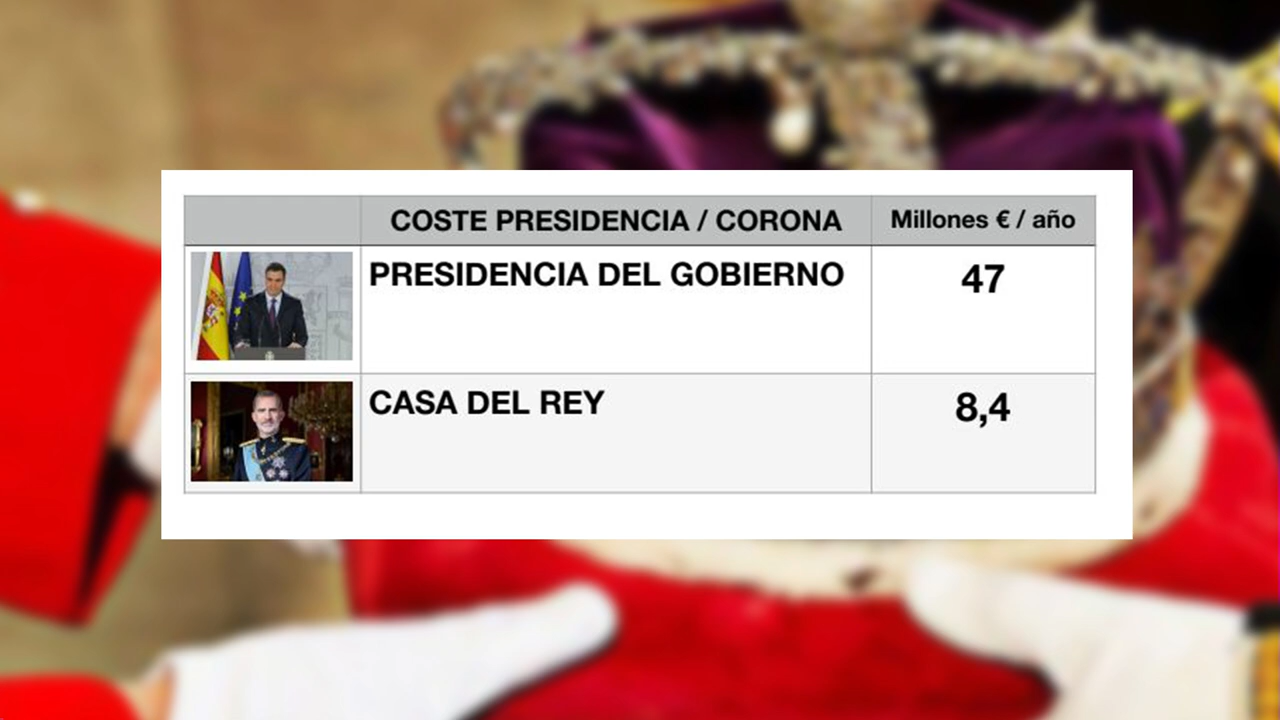 COSTE PRESIDENCIA / CORONA Millones € / año
PRESIDENCIA DEL GOBIERNO 47
CASA DEL REY 8,4